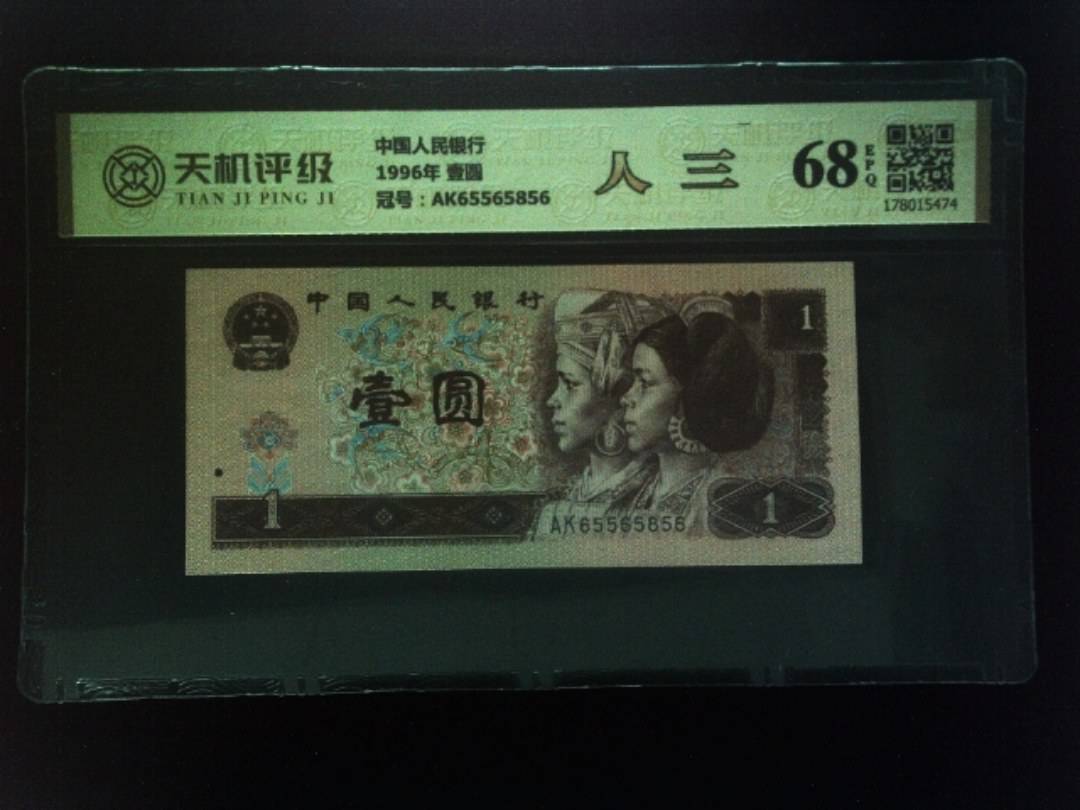 天机评级
TIAN JI PING JI
中国人民银行
1996年 壹圆
冠号：AK65565856
人 三
68
EPQ
178015474
中国人民银行
1
壹圆
1
AK65565856
1